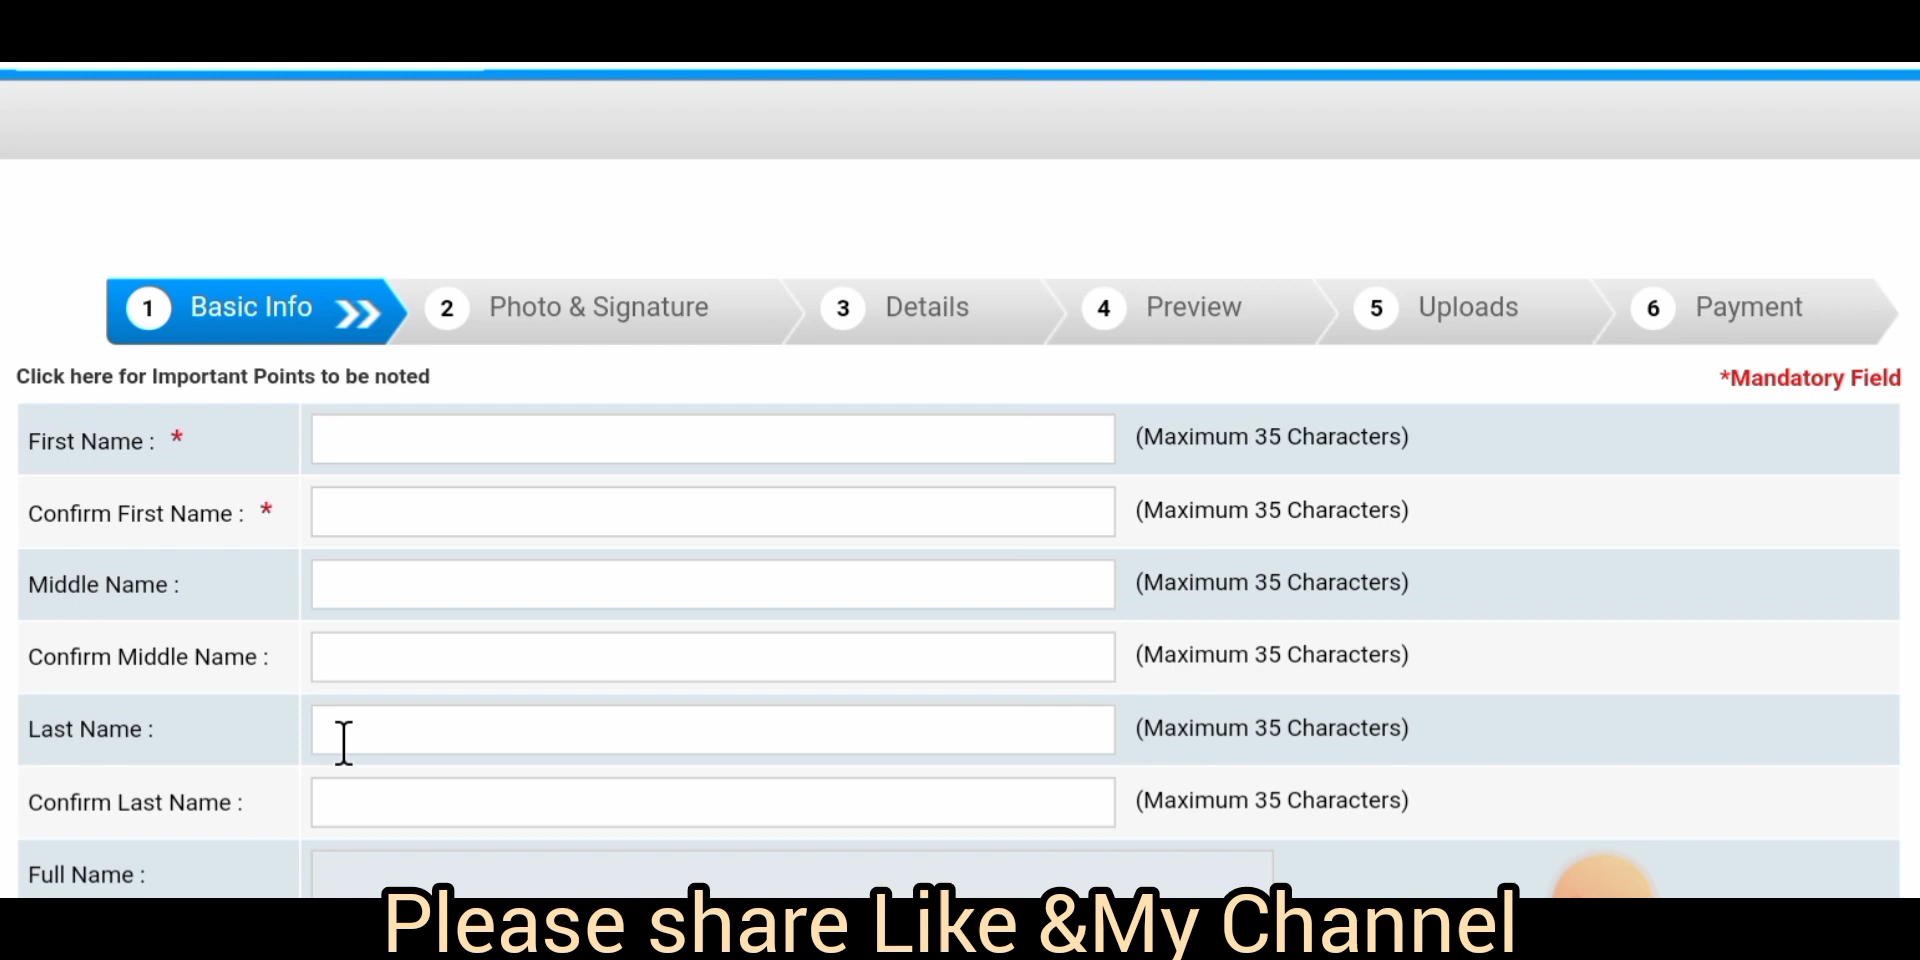 1 Basic Info 2 Photo & Signature 3 Details 4 Preview 5 Uploads 6 Payment
Click here for Important Points to be noted *Mandatory Field
First Name : * (Maximum 35 Characters)
Confirm First Name : * (Maximum 35 Characters)
Middle Name : (Maximum 35 Characters)
Confirm Middle Name : (Maximum 35 Characters)
Last Name : (Maximum 35 Characters)
Confirm Last Name : (Maximum 35 Characters)
Full Name :
Please share Like &My Channel